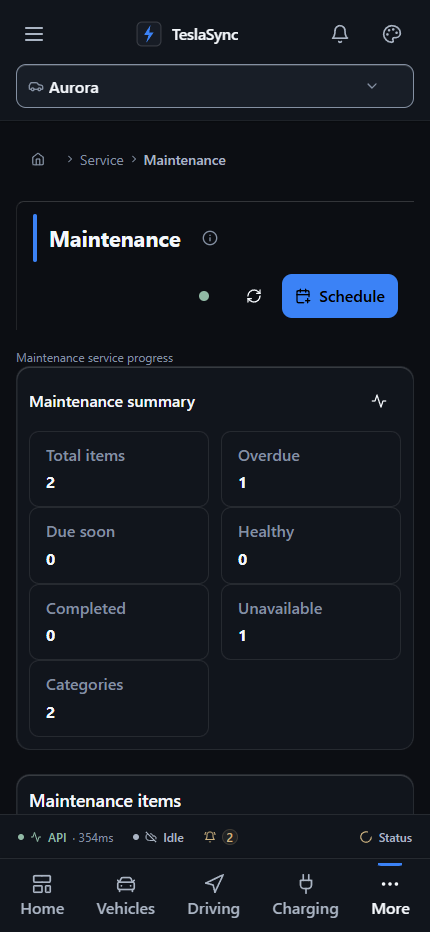 TeslaSync
Aurora
Service
Maintenance
Maintenance
Schedule
Maintenance service progress
Maintenance summary
Total items
2
Overdue
1
Due soon
0
Healthy
0
Completed
0
Unavailable
1
Categories
2
Maintenance items
API · 354ms
Idle
2
Status
Home
Vehicles
Driving
Charging
More